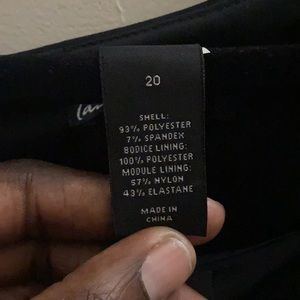 20
SHELL:
93% POLYESTER
7% SPANDEX
BODICE LINING:
100% POLYESTER
MODULE LINING:
57% NYLON
43% ELASTANE
MADE IN
CHINA